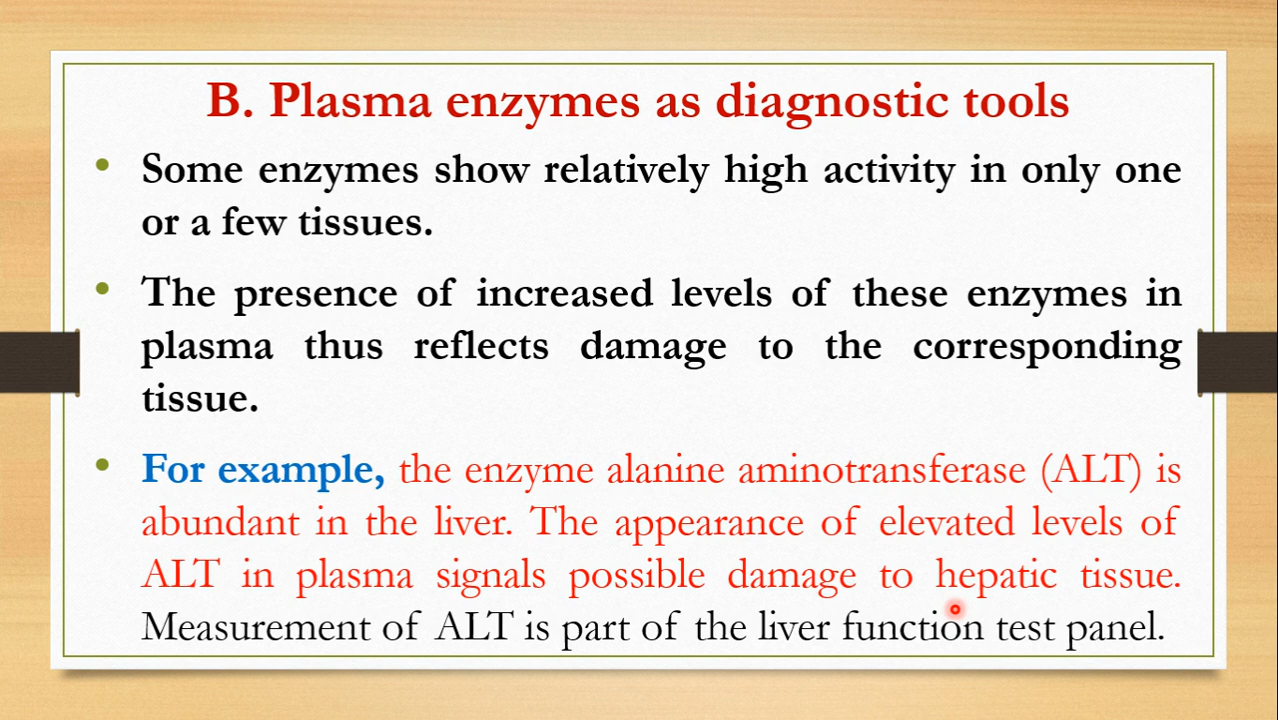 B. Plasma enzymes as diagnostic tools
• Some enzymes show relatively high activity in only one
or a few tissues.
• The presence of increased levels of these enzymes in
plasma thus reflects damage to the corresponding
tissue.
• For example, the enzyme alanine aminotransferase (ALT) is
abundant in the liver. The appearance of elevated levels of
ALT in plasma signals possible damage to hepatic tissue.
Measurement of ALT is part of the liver function test panel.